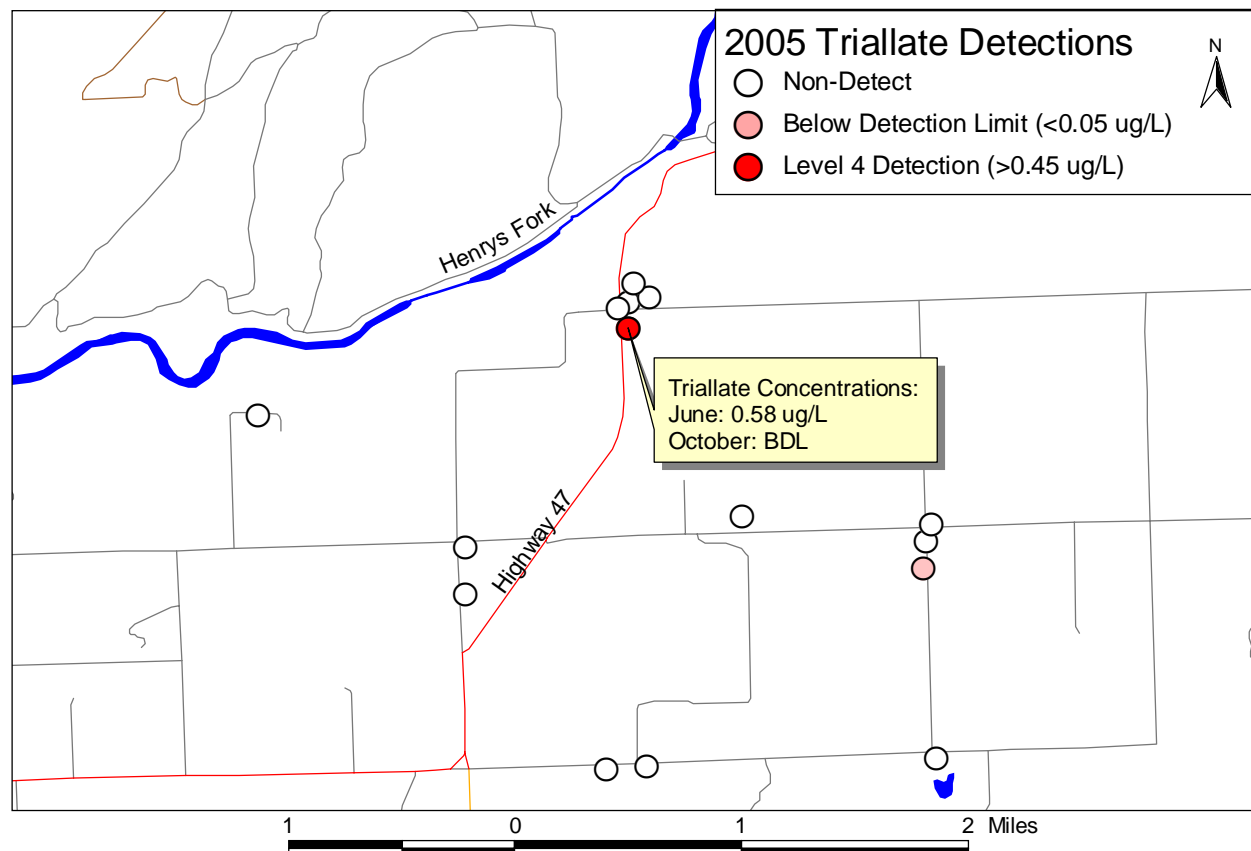 2005 Triallate Detections
N
Non-Detect
Below Detection Limit (<0.05 ug/L)
Level 4 Detection (>0.45 ug/L)
Henrys Fork
Triallate Concentrations:
June: 0.58 ug/L
October: BDL
Highway 47
1 0 1 2 Miles